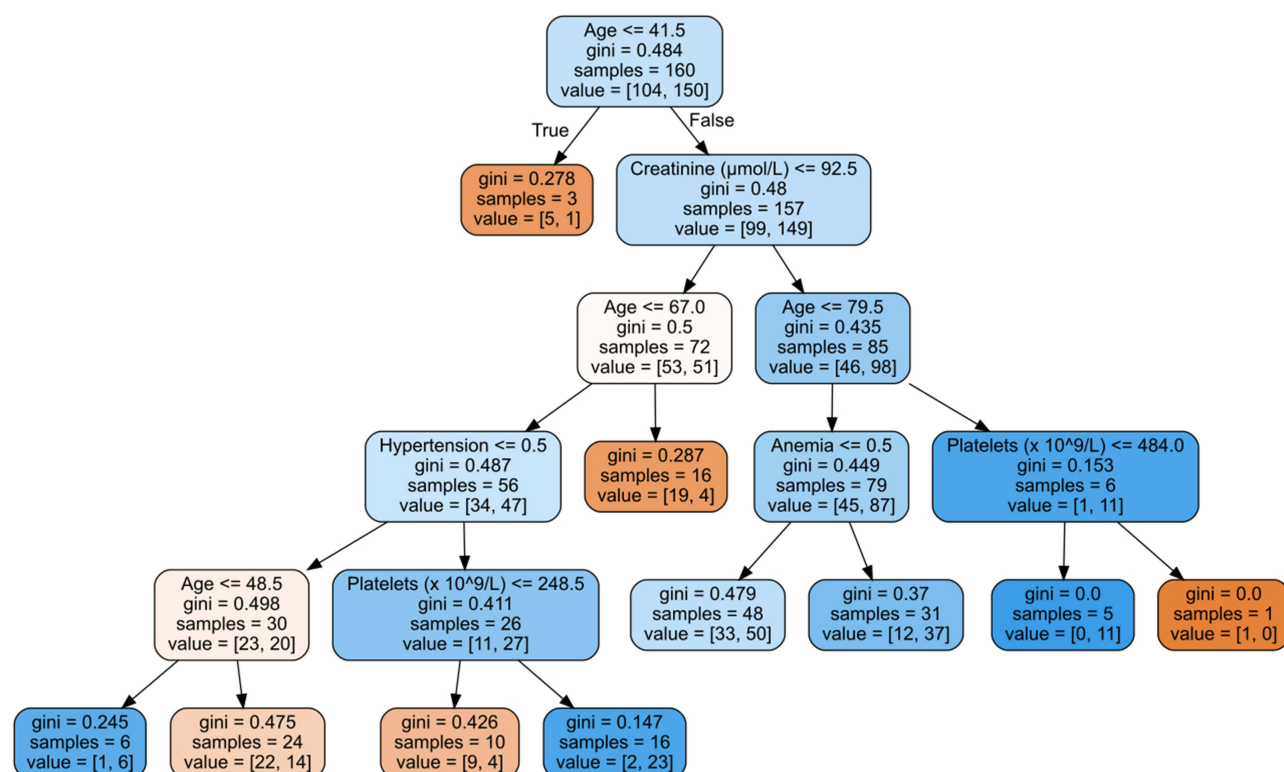 Age <= 41.5
gini = 0.484
samples = 160
value = [104, 150]
True
False
gini = 0.278
samples = 3
value = [5, 1]
Creatinine (μmol/L) <= 92.5
gini = 0.48
samples = 157
value = [99, 149]
Age <= 67.0
gini = 0.5
samples = 72
value = [53, 51]
Age <= 79.5
gini = 0.435
samples = 85
value = [46, 98]
Hypertension <= 0.5
gini = 0.487
samples = 56
value = [34, 47]
gini = 0.287
samples = 16
value = [19, 4]
Anemia <= 0.5
gini = 0.449
samples = 79
value = [45, 87]
Platelets (x 10^9/L) <= 484.0
gini = 0.153
samples = 6
value = [1, 11]
Age <= 48.5
gini = 0.498
samples = 30
value = [23, 20]
Platelets (x 10^9/L) <= 248.5
gini = 0.411
samples = 26
value = [11, 27]
gini = 0.479
samples = 48
value = [33, 50]
gini = 0.37
samples = 31
value = [12, 37]
gini = 0.0
samples = 5
value = [0, 11]
gini = 0.0
samples = 1
value = [1, 0]
gini = 0.245
samples = 6
value = [1, 6]
gini = 0.475
samples = 24
value = [22, 14]
gini = 0.426
samples = 10
value = [9, 4]
gini = 0.147
samples = 16
value = [2, 23]